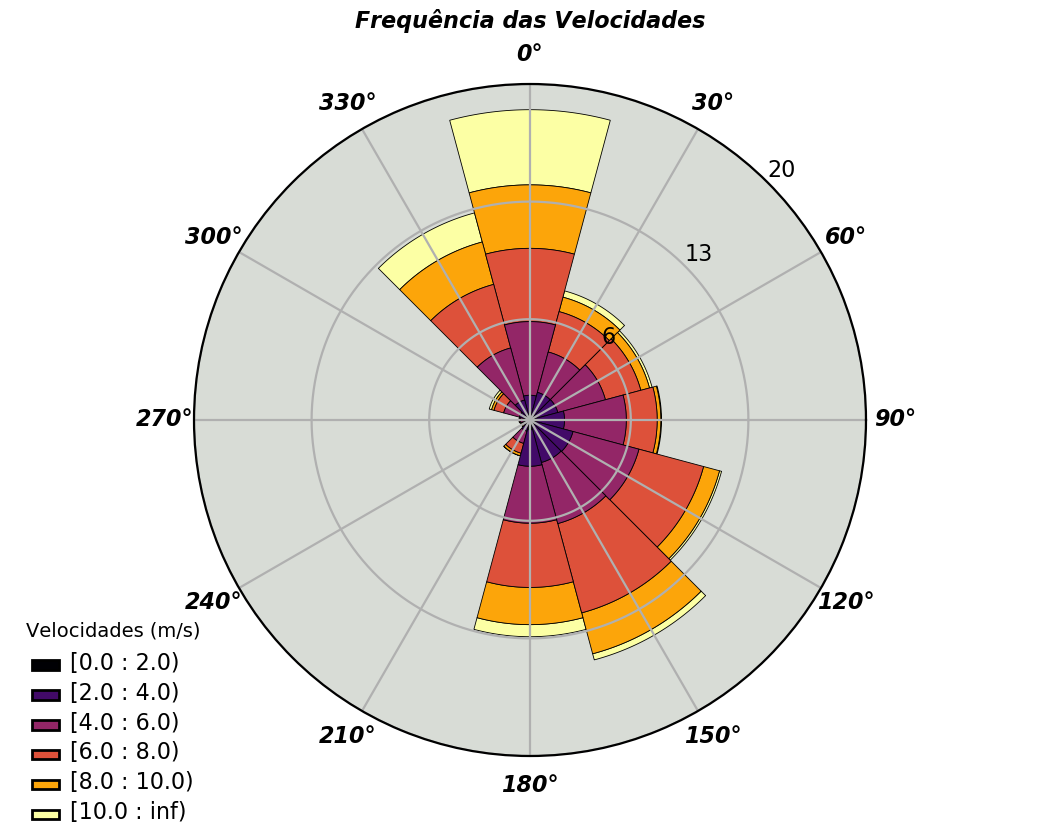 Frequência das Velocidades
0°
330°
30°
20
300°
60°
13
6
270°
90°
240°
120°
210°
150°
180°
Velocidades (m/s)
[0.0 : 2.0)
[2.0 : 4.0)
[4.0 : 6.0)
[6.0 : 8.0)
[8.0 : 10.0)
[10.0 : inf)